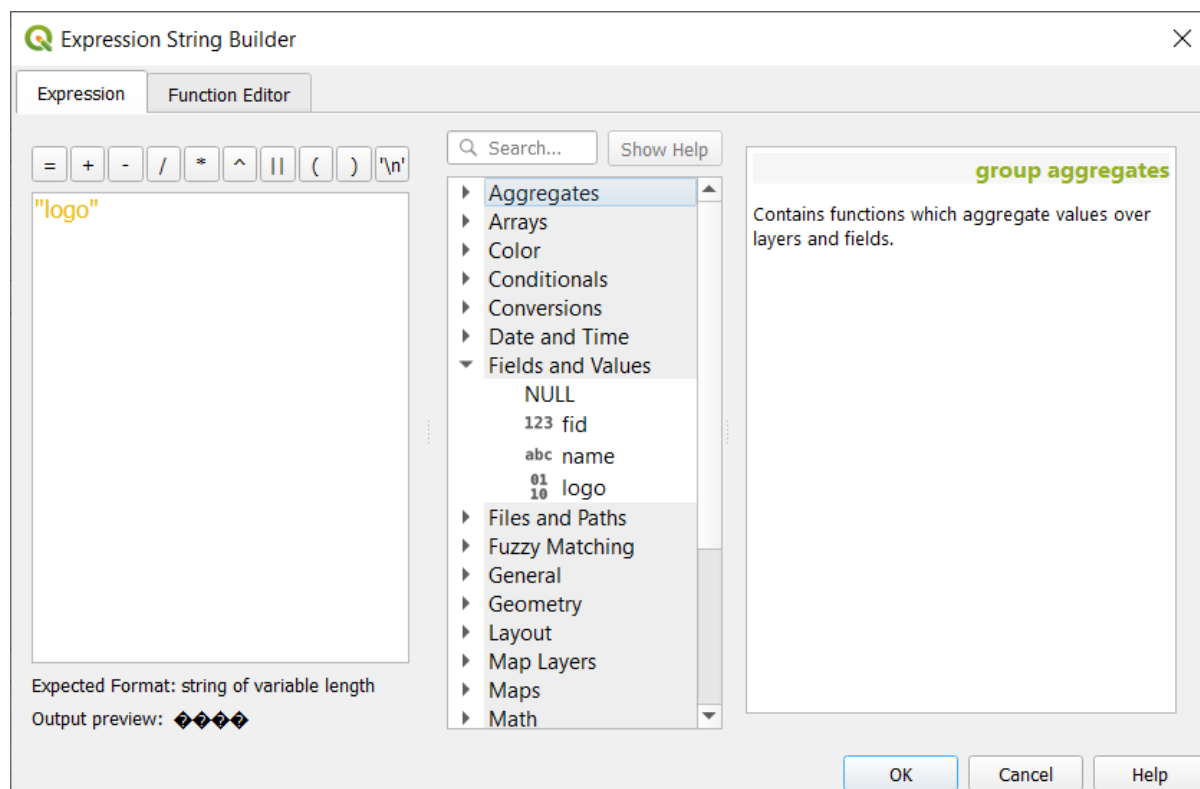 Expression String Builder
Expression
Function Editor
= + - / * ^ || ( ) '\n'
"logo"
Expected Format: string of variable length
Output preview: ����
Search...
Show Help
Aggregates
Arrays
Color
Conditionals
Conversions
Date and Time
Fields and Values
NULL
123 fid
abc name
01
10 logo
Files and Paths
Fuzzy Matching
General
Geometry
Layout
Map Layers
Maps
Math
group aggregates
Contains functions which aggregate values over
layers and fields.
OK
Cancel
Help